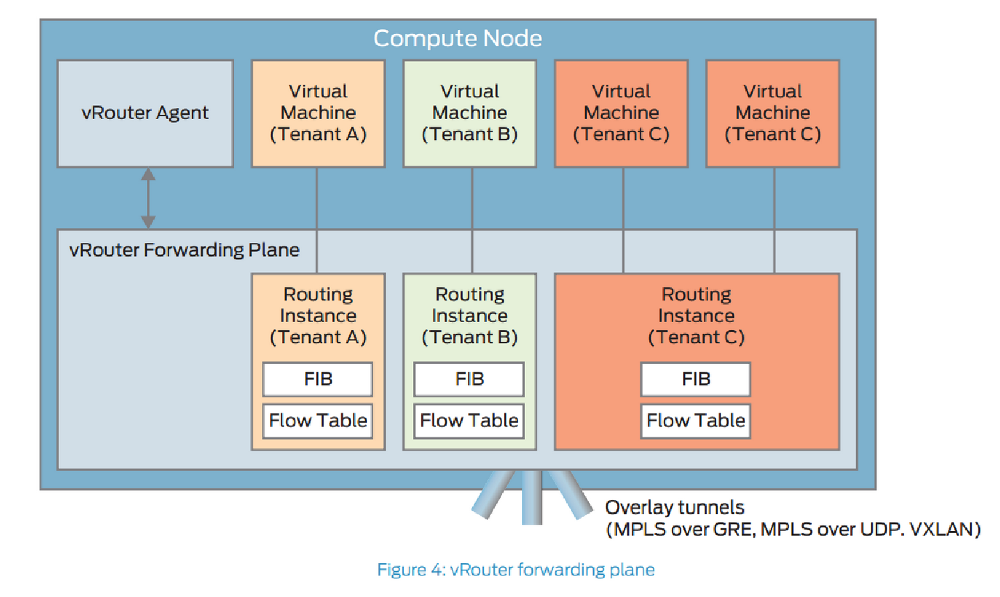 Compute Node
vRouter Agent
Virtual
Machine
(Tenant A)
Virtual
Machine
(Tenant B)
Virtual
Machine
(Tenant C)
Virtual
Machine
(Tenant C)
vRouter Forwarding Plane
Routing
Instance
(Tenant A)
FIB
Flow Table
Routing
Instance
(Tenant B)
FIB
Flow Table
Routing
Instance
(Tenant C)
FIB
Flow Table
Overlay tunnels
(MPLS over GRE, MPLS over UDP. VXLAN)
Figure 4: vRouter forwarding plane